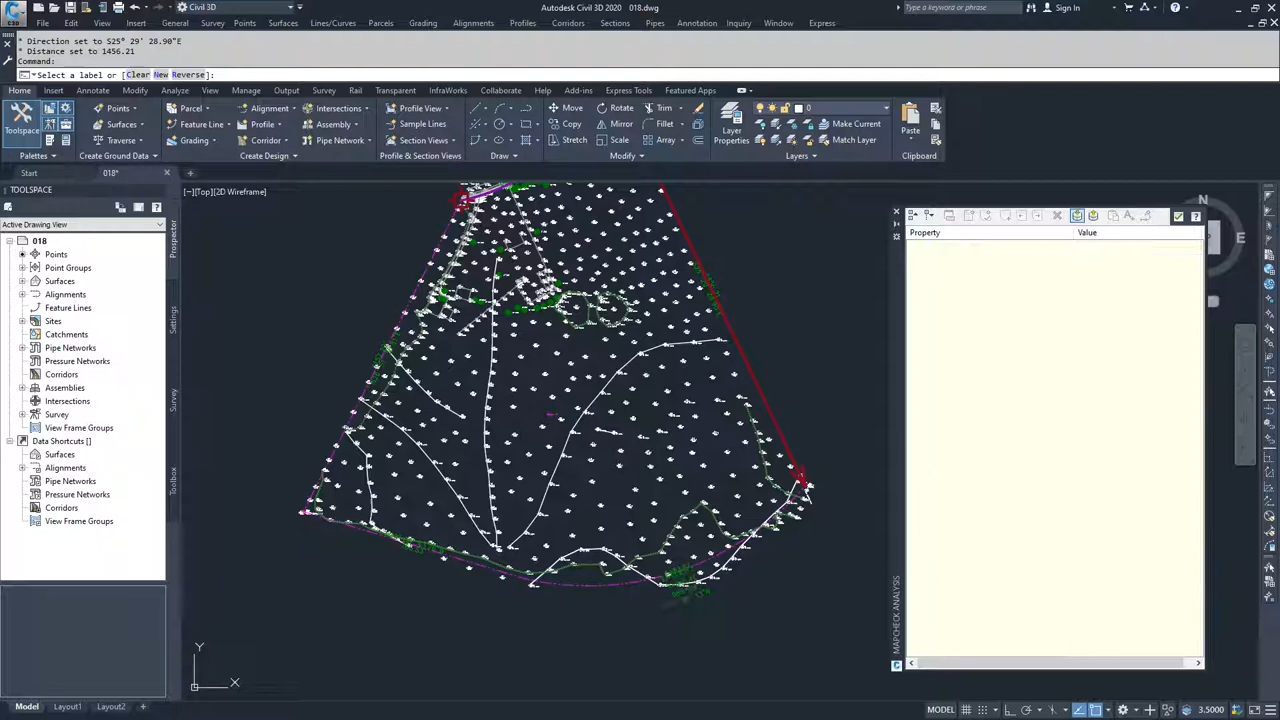 Civil 3D
Autodesk Civil 3D 2020 018.dwg
Type a keyword or phrase
Sign In
C3D
File Edit View Insert General Survey Points Surfaces Lines/Curves Parcels Grading Alignments Profiles Corridors Sections Pipes Annotation Inquiry Window Express
* Direction set to S25° 29' 28.90"E
* Distance set to 1456.21
Command:
Select a label or [Clear New Reverse]:
Home Insert Annotate Modify Analyze View Manage Output Survey Rail Transparent InfraWorks Collaborate Help Add-ins Express Tools Featured Apps
Points Parcel Alignment Intersections Profile View Move Rotate Trim 0
Toolspace Surfaces Feature Line Profile Assembly Sample Lines Copy Mirror Fillet Layer Properties Make Current Paste
Traverse Grading Corridor Pipe Network Section Views Stretch Scale Array Match Layer
Palettes Create Ground Data Create Design Profile & Section Views Draw Modify Layers Clipboard
Start 018*
TOOLSPACE
[−][Top][2D Wireframe]
Active Drawing View
018
Points
Point Groups
Surfaces
Alignments
Feature Lines
Sites
Catchments
Pipe Networks
Pressure Networks
Corridors
Assemblies
Intersections
Survey
View Frame Groups
Data Shortcuts []
Surfaces
Alignments
Pipe Networks
Pressure Networks
Corridors
View Frame Groups
Prospector
Settings
Survey
Toolbox
N
E
Property Value
MAPCHECK ANALYSIS
Y
X
Model Layout1 Layout2 +
MODEL
3.5000